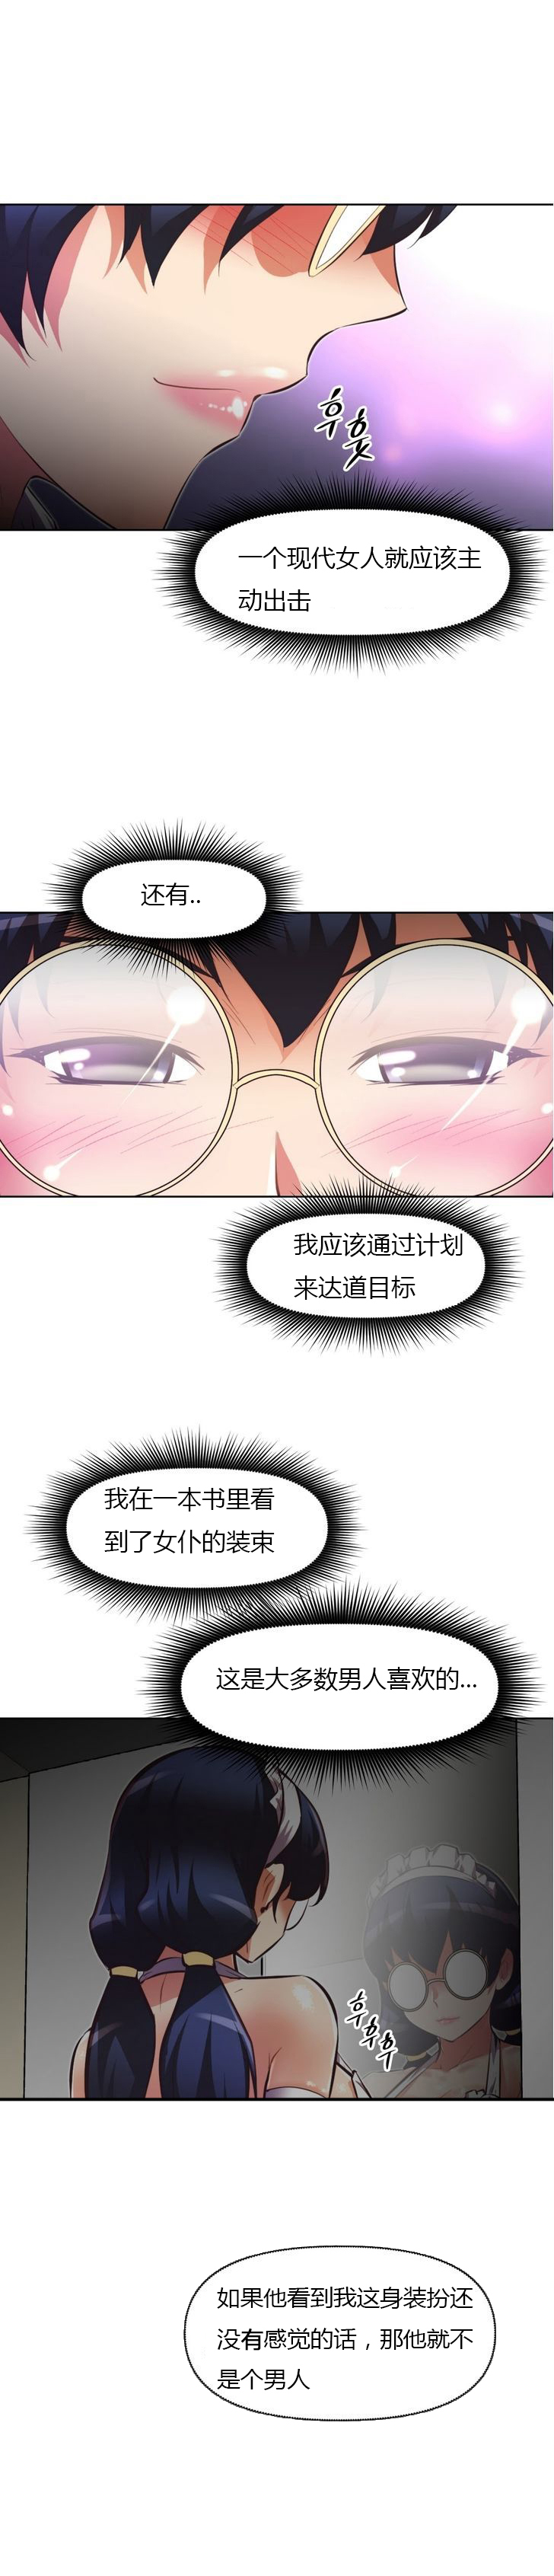 후훗
一个现代女人就应该主
动出击
还有..
我应该通过计划
来达道目标
我在一本书里看
到了女仆的装束
这是大多数男人喜欢的...
후후후
如果他看到我这身装扮还
没有感觉的话，那他就不
是个男人